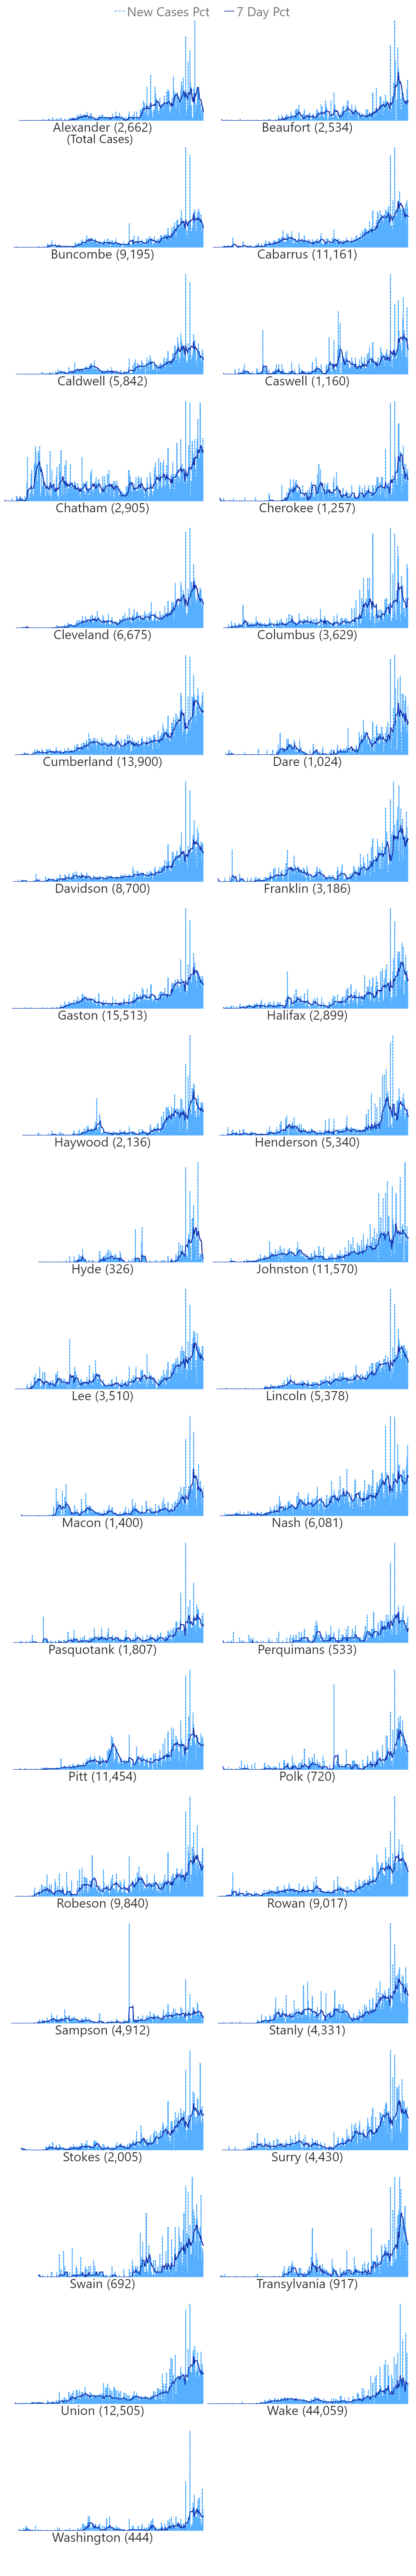 New Cases Pct 7 Day Pct
Alexander (2,662) Beaufort (2,534)
(Total Cases)
Buncombe (9,195) Cabarrus (11,161)
Caldwell (5,842) Caswell (1,160)
Chatham (2,905) Cherokee (1,257)
Cleveland (6,675) Columbus (3,629)
Cumberland (13,900) Dare (1,024)
Davidson (8,700) Franklin (3,186)
Gaston (15,513) Halifax (2,899)
Haywood (2,136) Henderson (5,340)
Hyde (326) Johnston (11,570)
Lee (3,510) Lincoln (5,378)
Macon (1,400) Nash (6,081)
Pasquotank (1,807) Perquimans (533)
Pitt (11,454) Polk (720)
Robeson (9,840) Rowan (9,017)
Sampson (4,912) Stanly (4,331)
Stokes (2,005) Surry (4,430)
Swain (692) Transylvania (917)
Union (12,505) Wake (44,059)
Washington (444)